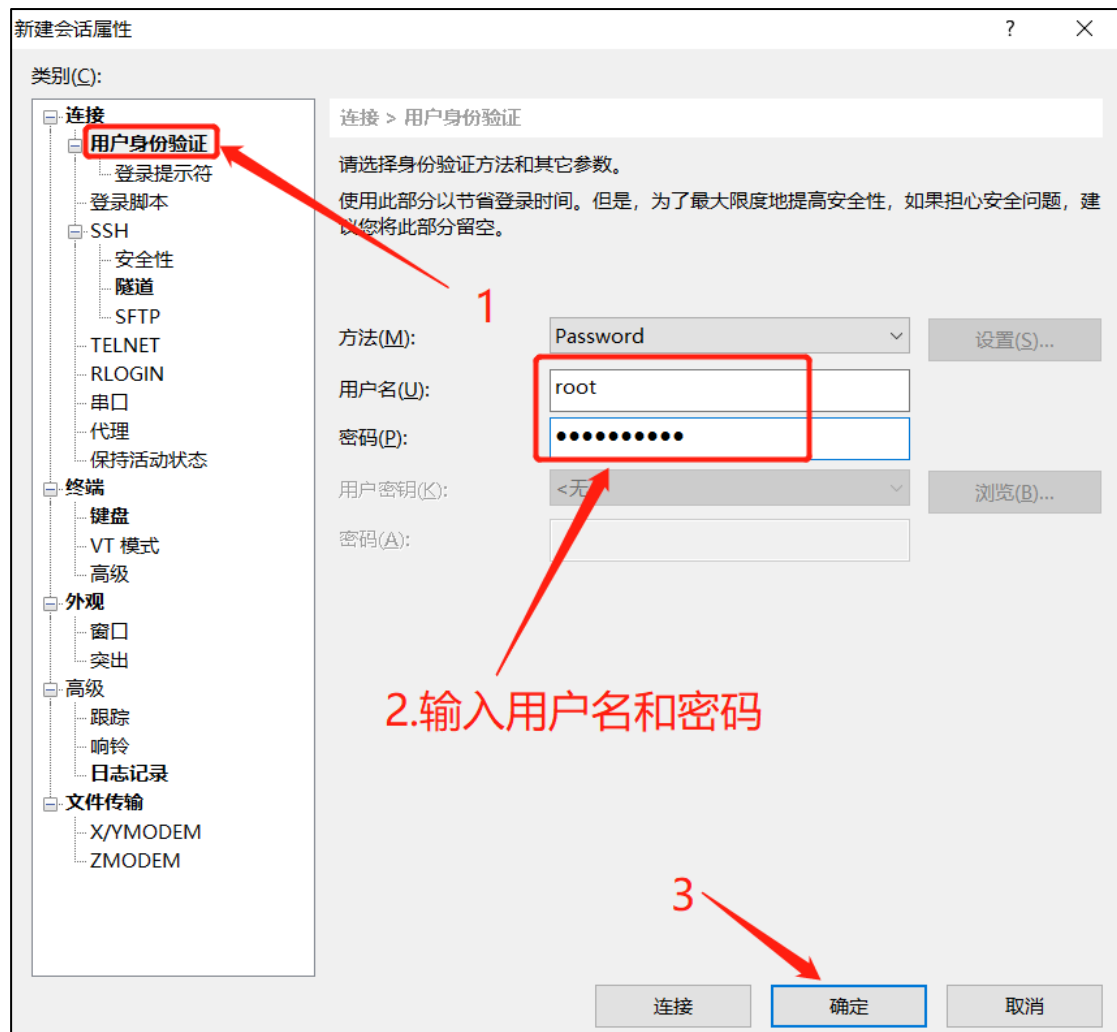 新建会话属性
?
类别(C):
连接
用户身份验证
登录提示符
登录脚本
SSH
安全性
隧道
SFTP
TELNET
RLOGIN
串口
代理
保持活动状态
终端
键盘
VT 模式
高级
外观
窗口
突出
高级
跟踪
响铃
日志记录
文件传输
X/YMODEM
ZMODEM
连接 > 用户身份验证
请选择身份验证方法和其它参数。
使用此部分以节省登录时间。但是，为了最大限度地提高安全性，如果担心安全问题，建
议您将此部分留空。
1
方法(M):
Password
设置(S)...
用户名(U):
root
密码(P):
●●●●●●●●●●
用户密钥(K):
<无
浏览(B)...
密码(A):
2.输入用户名和密码
3
连接
确定
取消